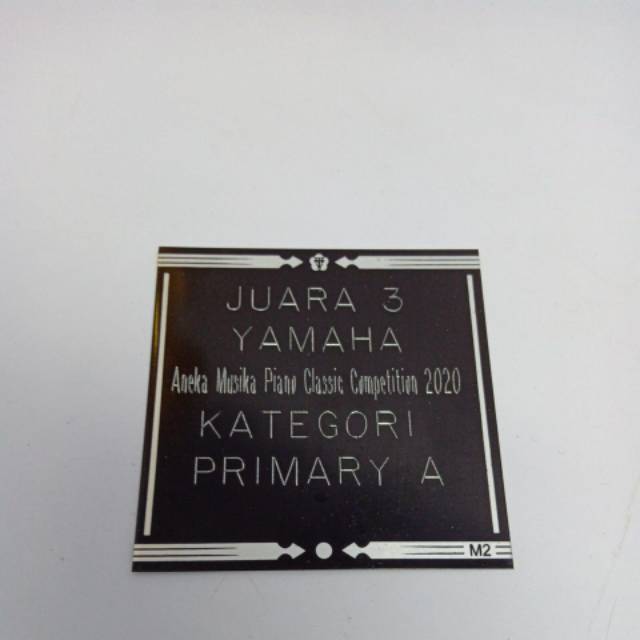 JUARA 3
YAMAHA
Aneka Musika Piano Classic Competition 2020
KATEGORI
PRIMARY A
M2